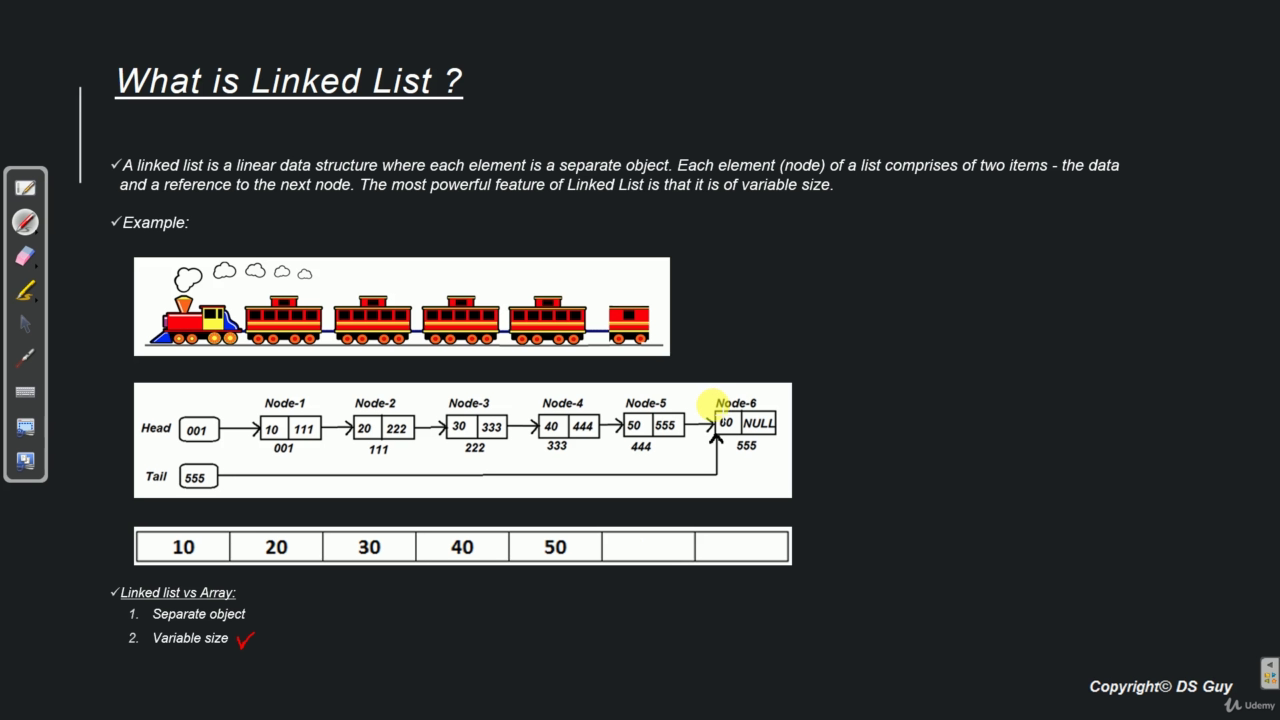 What is Linked List ?
✓A linked list is a linear data structure where each element is a separate object. Each element (node) of a list comprises of two items - the data
and a reference to the next node. The most powerful feature of Linked List is that it is of variable size.
✓Example:
Node-1 Node-2 Node-3 Node-4 Node-5 Node-6
Head 001 10 111 20 222 30 333 40 444 50 555 60 NULL
001 111 222 333 444 555
Tail 555
10 20 30 40 50
✓Linked list vs Array:
1. Separate object
2. Variable size ✓
Copyright© DS Guy
Udemy